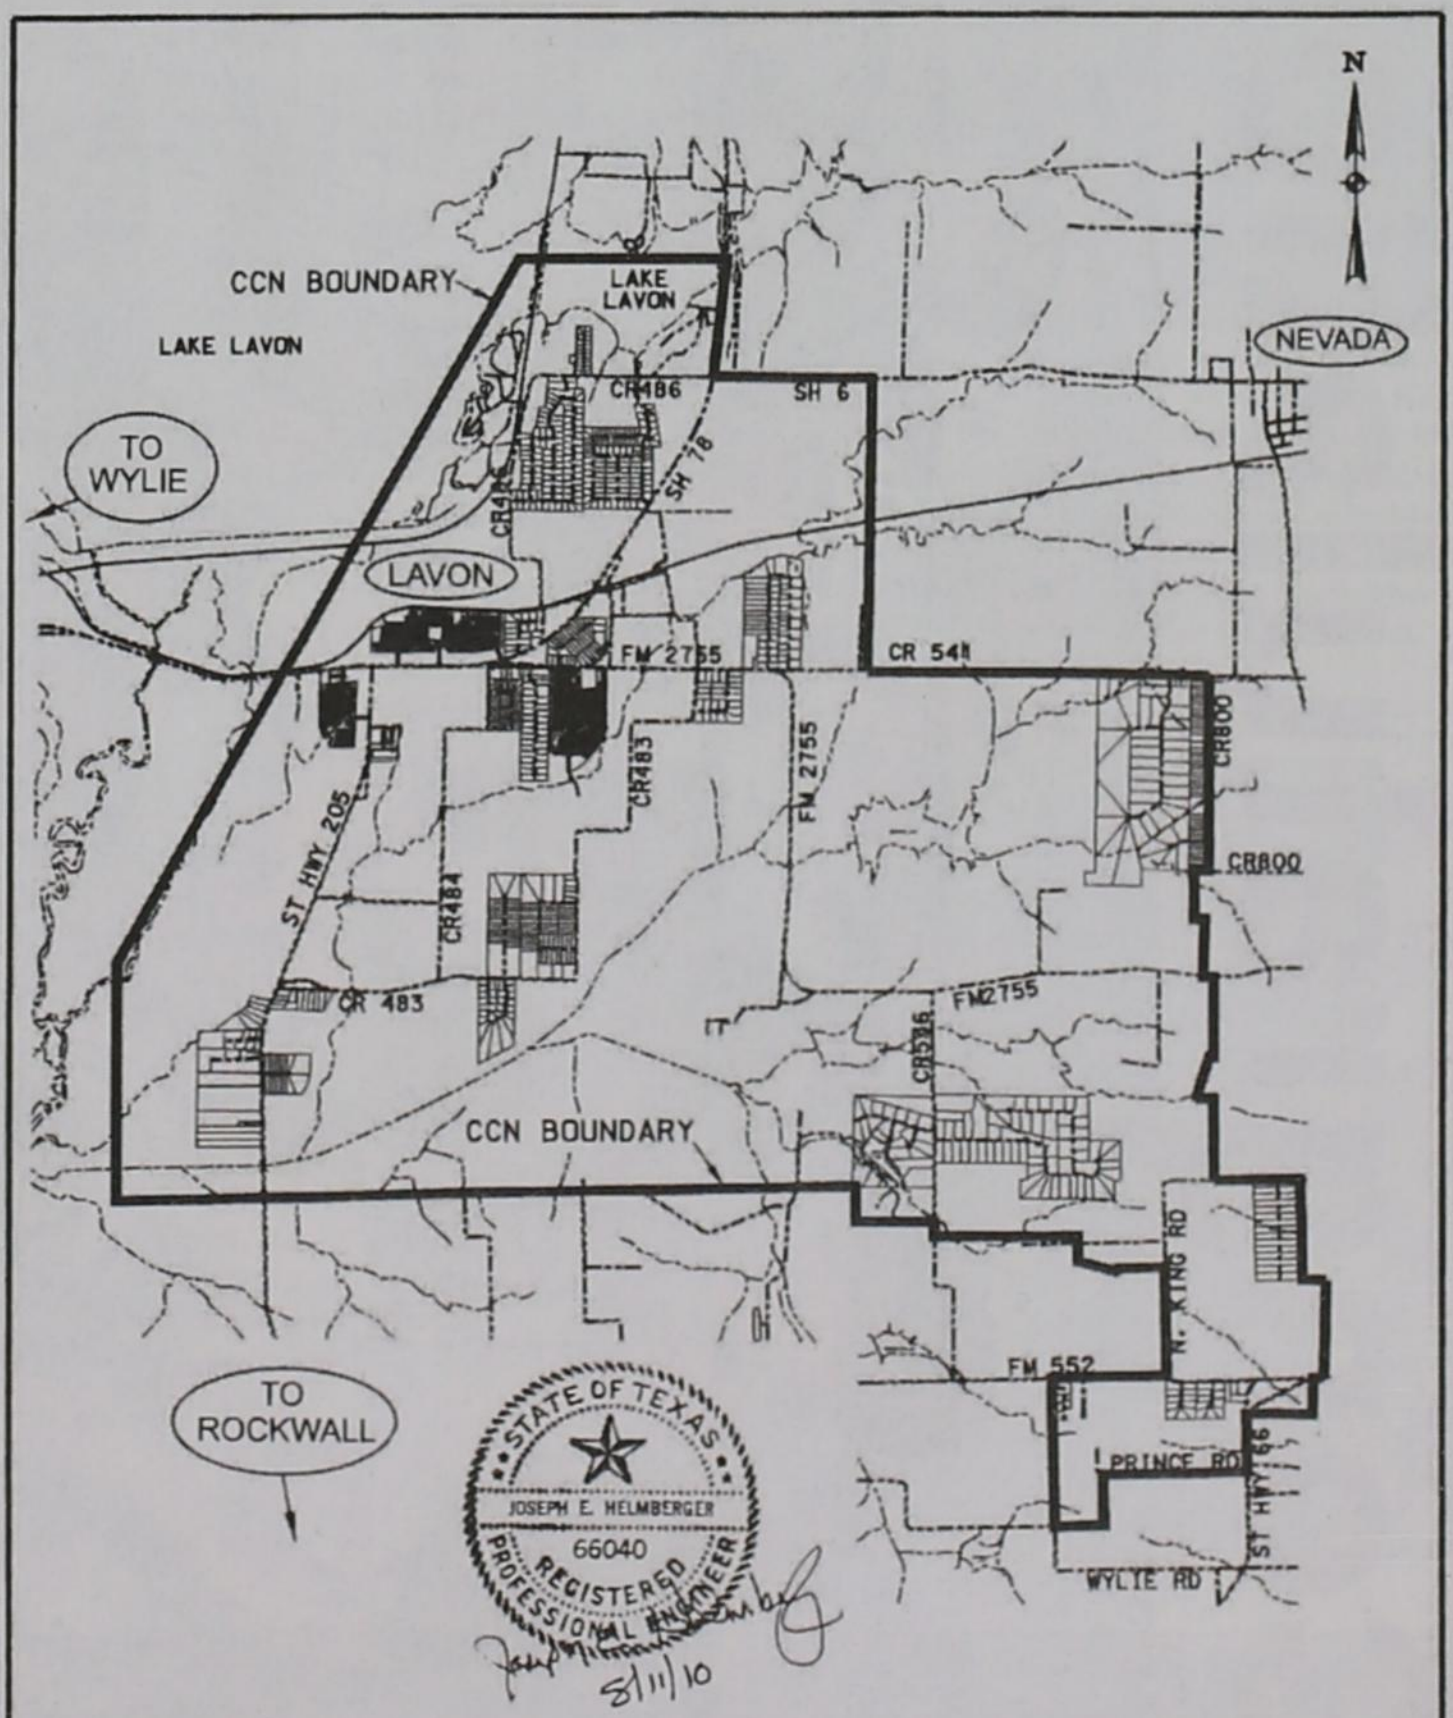 N
CCN BOUNDARY
LAKE
LAVON
LAKE LAVON
NEVADA
CR486
SH 6
TO
WYLIE
SH 78
LAVON
FM 2755
CR 541
CR800
CR483
FM 2755
ST HWY 205
CR800
CR484
CR 483
FM2755
CCN BOUNDARY
N. KING RD
FM 552
TO
ROCKWALL
PRINCE RD
ST HWY 66
WYLIE RD
STATE OF TEXAS
JOSEPH E. HELMBERGER
66040
REGISTERED
PROFESSIONAL ENGINEER
8/11/10